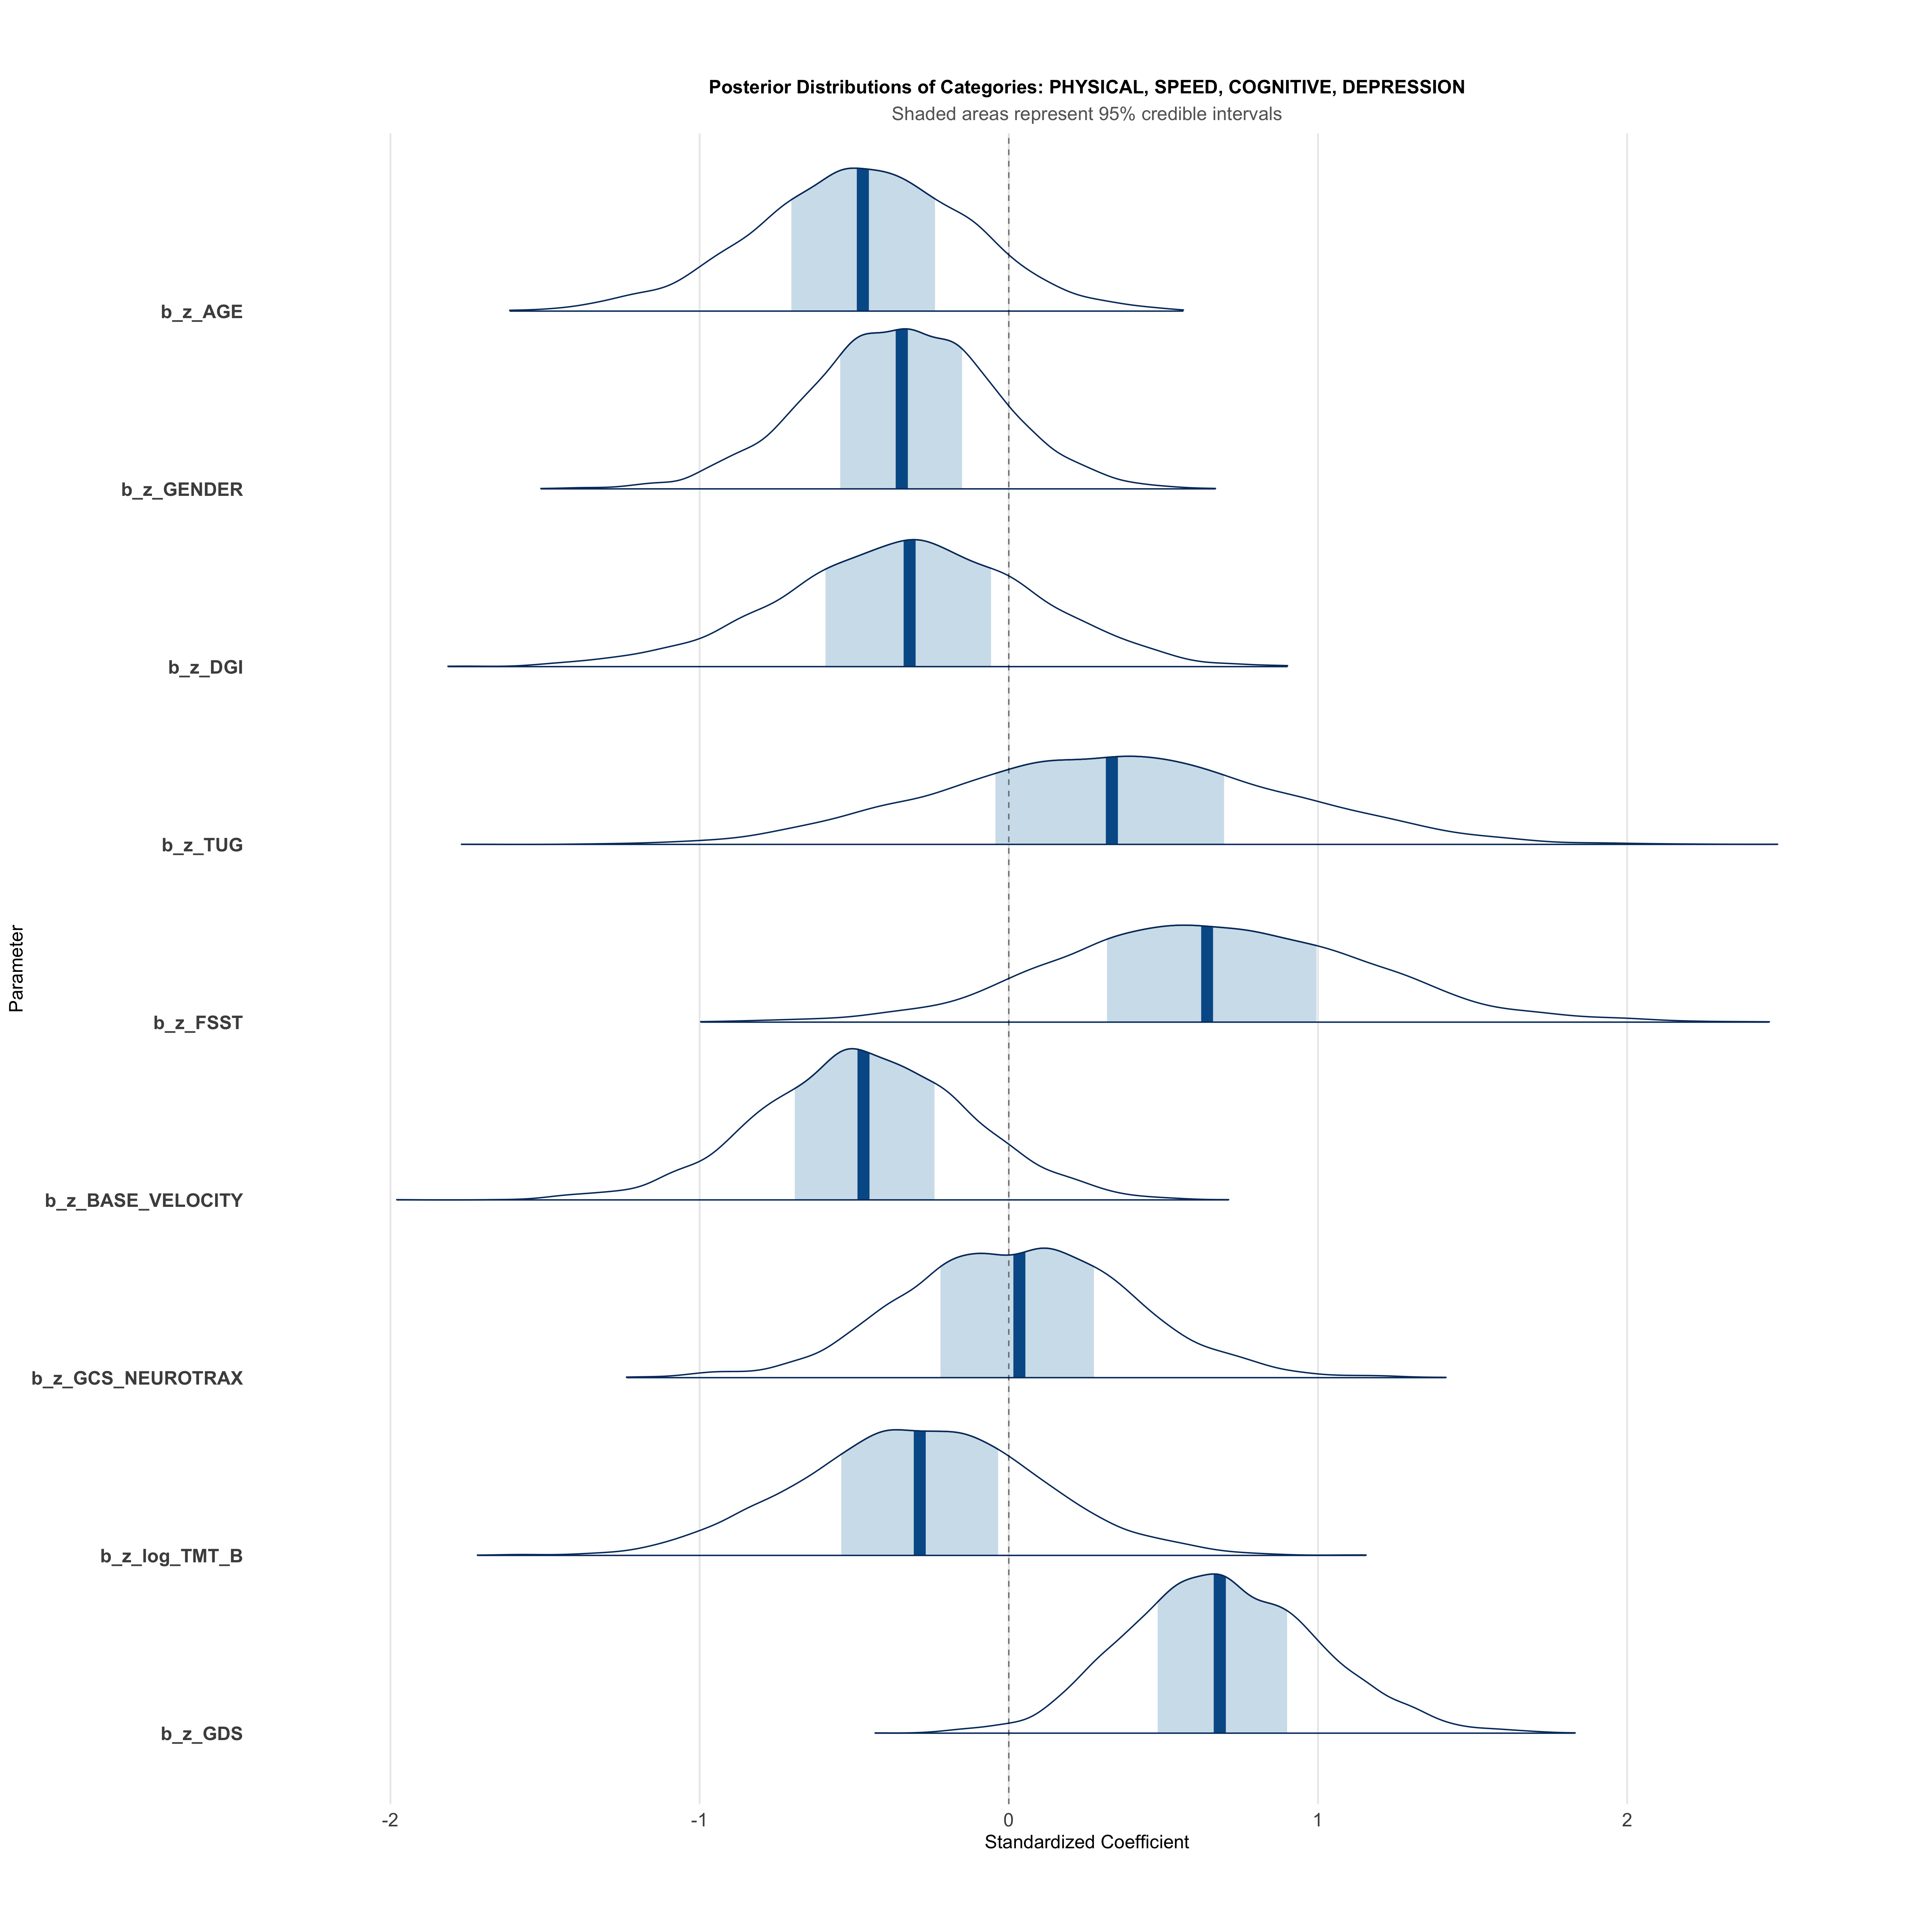 Posterior Distributions of Categories: PHYSICAL, SPEED, COGNITIVE, DEPRESSION
Shaded areas represent 95% credible intervals
b_z_AGE
b_z_GENDER
b_z_DGI
b_z_TUG
b_z_FSST
b_z_BASE_VELOCITY
b_z_GCS_NEUROTRAX
b_z_log_TMT_B
b_z_GDS
Parameter
-2 -1 0 1 2
Standardized Coefficient